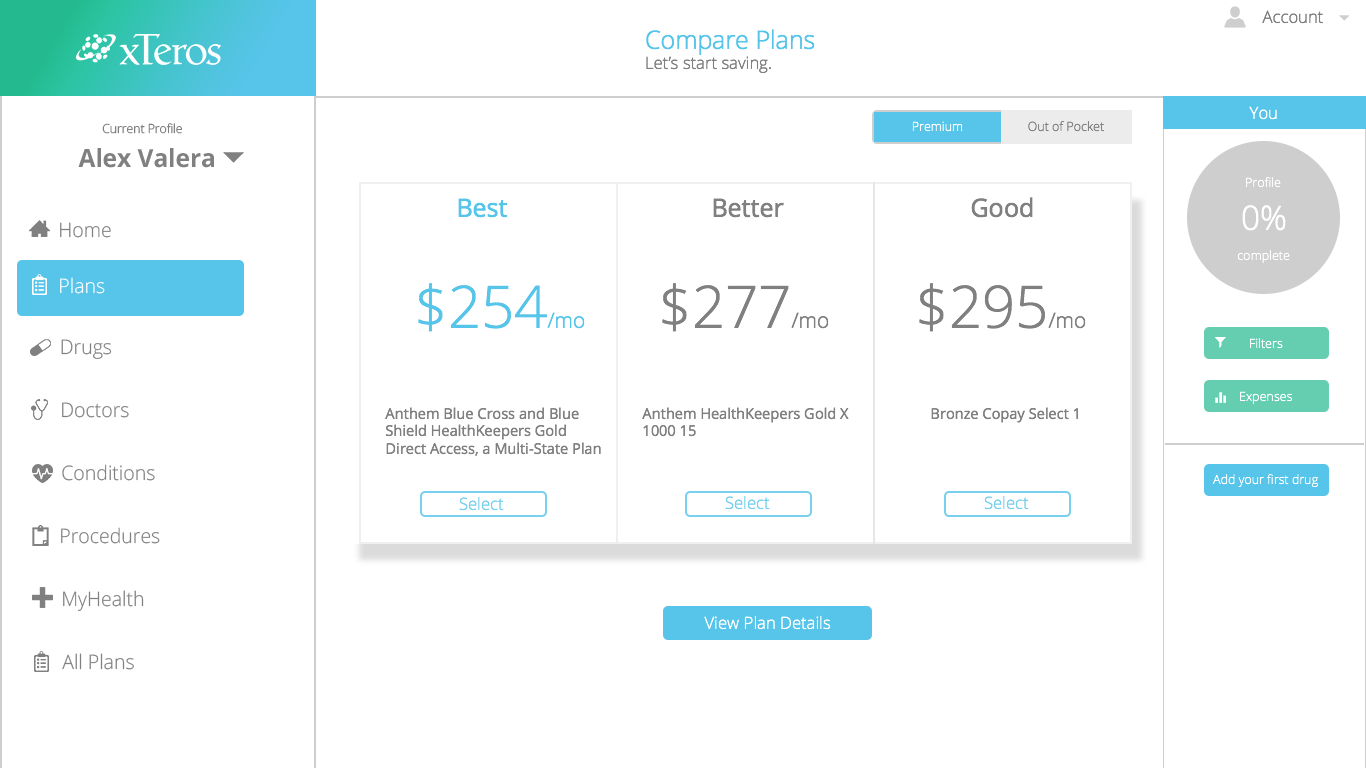 xTeros
Compare Plans
Let's start saving.
Account
Current Profile
Alex Valera
Home
Plans
Drugs
Doctors
Conditions
Procedures
MyHealth
All Plans
Premium
Out of Pocket
Best
$254/mo
Anthem Blue Cross and Blue
Shield HealthKeepers Gold
Direct Access, a Multi-State Plan
Select
Better
$277/mo
Anthem HealthKeepers Gold X
1000 15
Select
Good
$295/mo
Bronze Copay Select 1
Select
View Plan Details
You
Profile
0%
complete
Filters
Expenses
Add your first drug